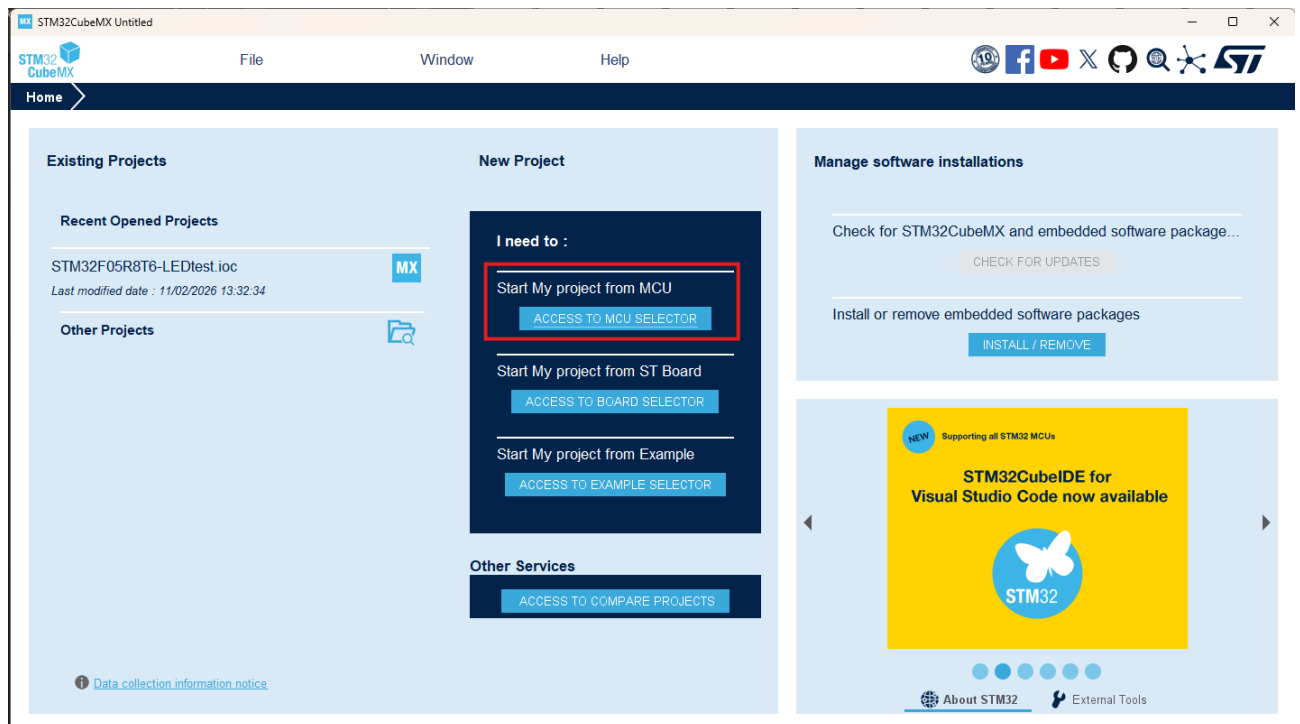 MX STM32CubeMX Untitled
STM32
CubeMX
File
Window
Help
10
Home
Existing Projects
Recent Opened Projects
STM32F05R8T6-LEDtest.ioc
MX
Last modified date : 11/02/2026 13:32:34
Other Projects
Data collection information notice
New Project
I need to :
Start My project from MCU
ACCESS TO MCU SELECTOR
Start My project from ST Board
ACCESS TO BOARD SELECTOR
Start My project from Example
ACCESS TO EXAMPLE SELECTOR
Other Services
ACCESS TO COMPARE PROJECTS
Manage software installations
Check for STM32CubeMX and embedded software package...
CHECK FOR UPDATES
Install or remove embedded software packages
INSTALL / REMOVE
NEW Supporting all STM32 MCUs
STM32CubeIDE for
Visual Studio Code now available
STM32
About STM32
External Tools